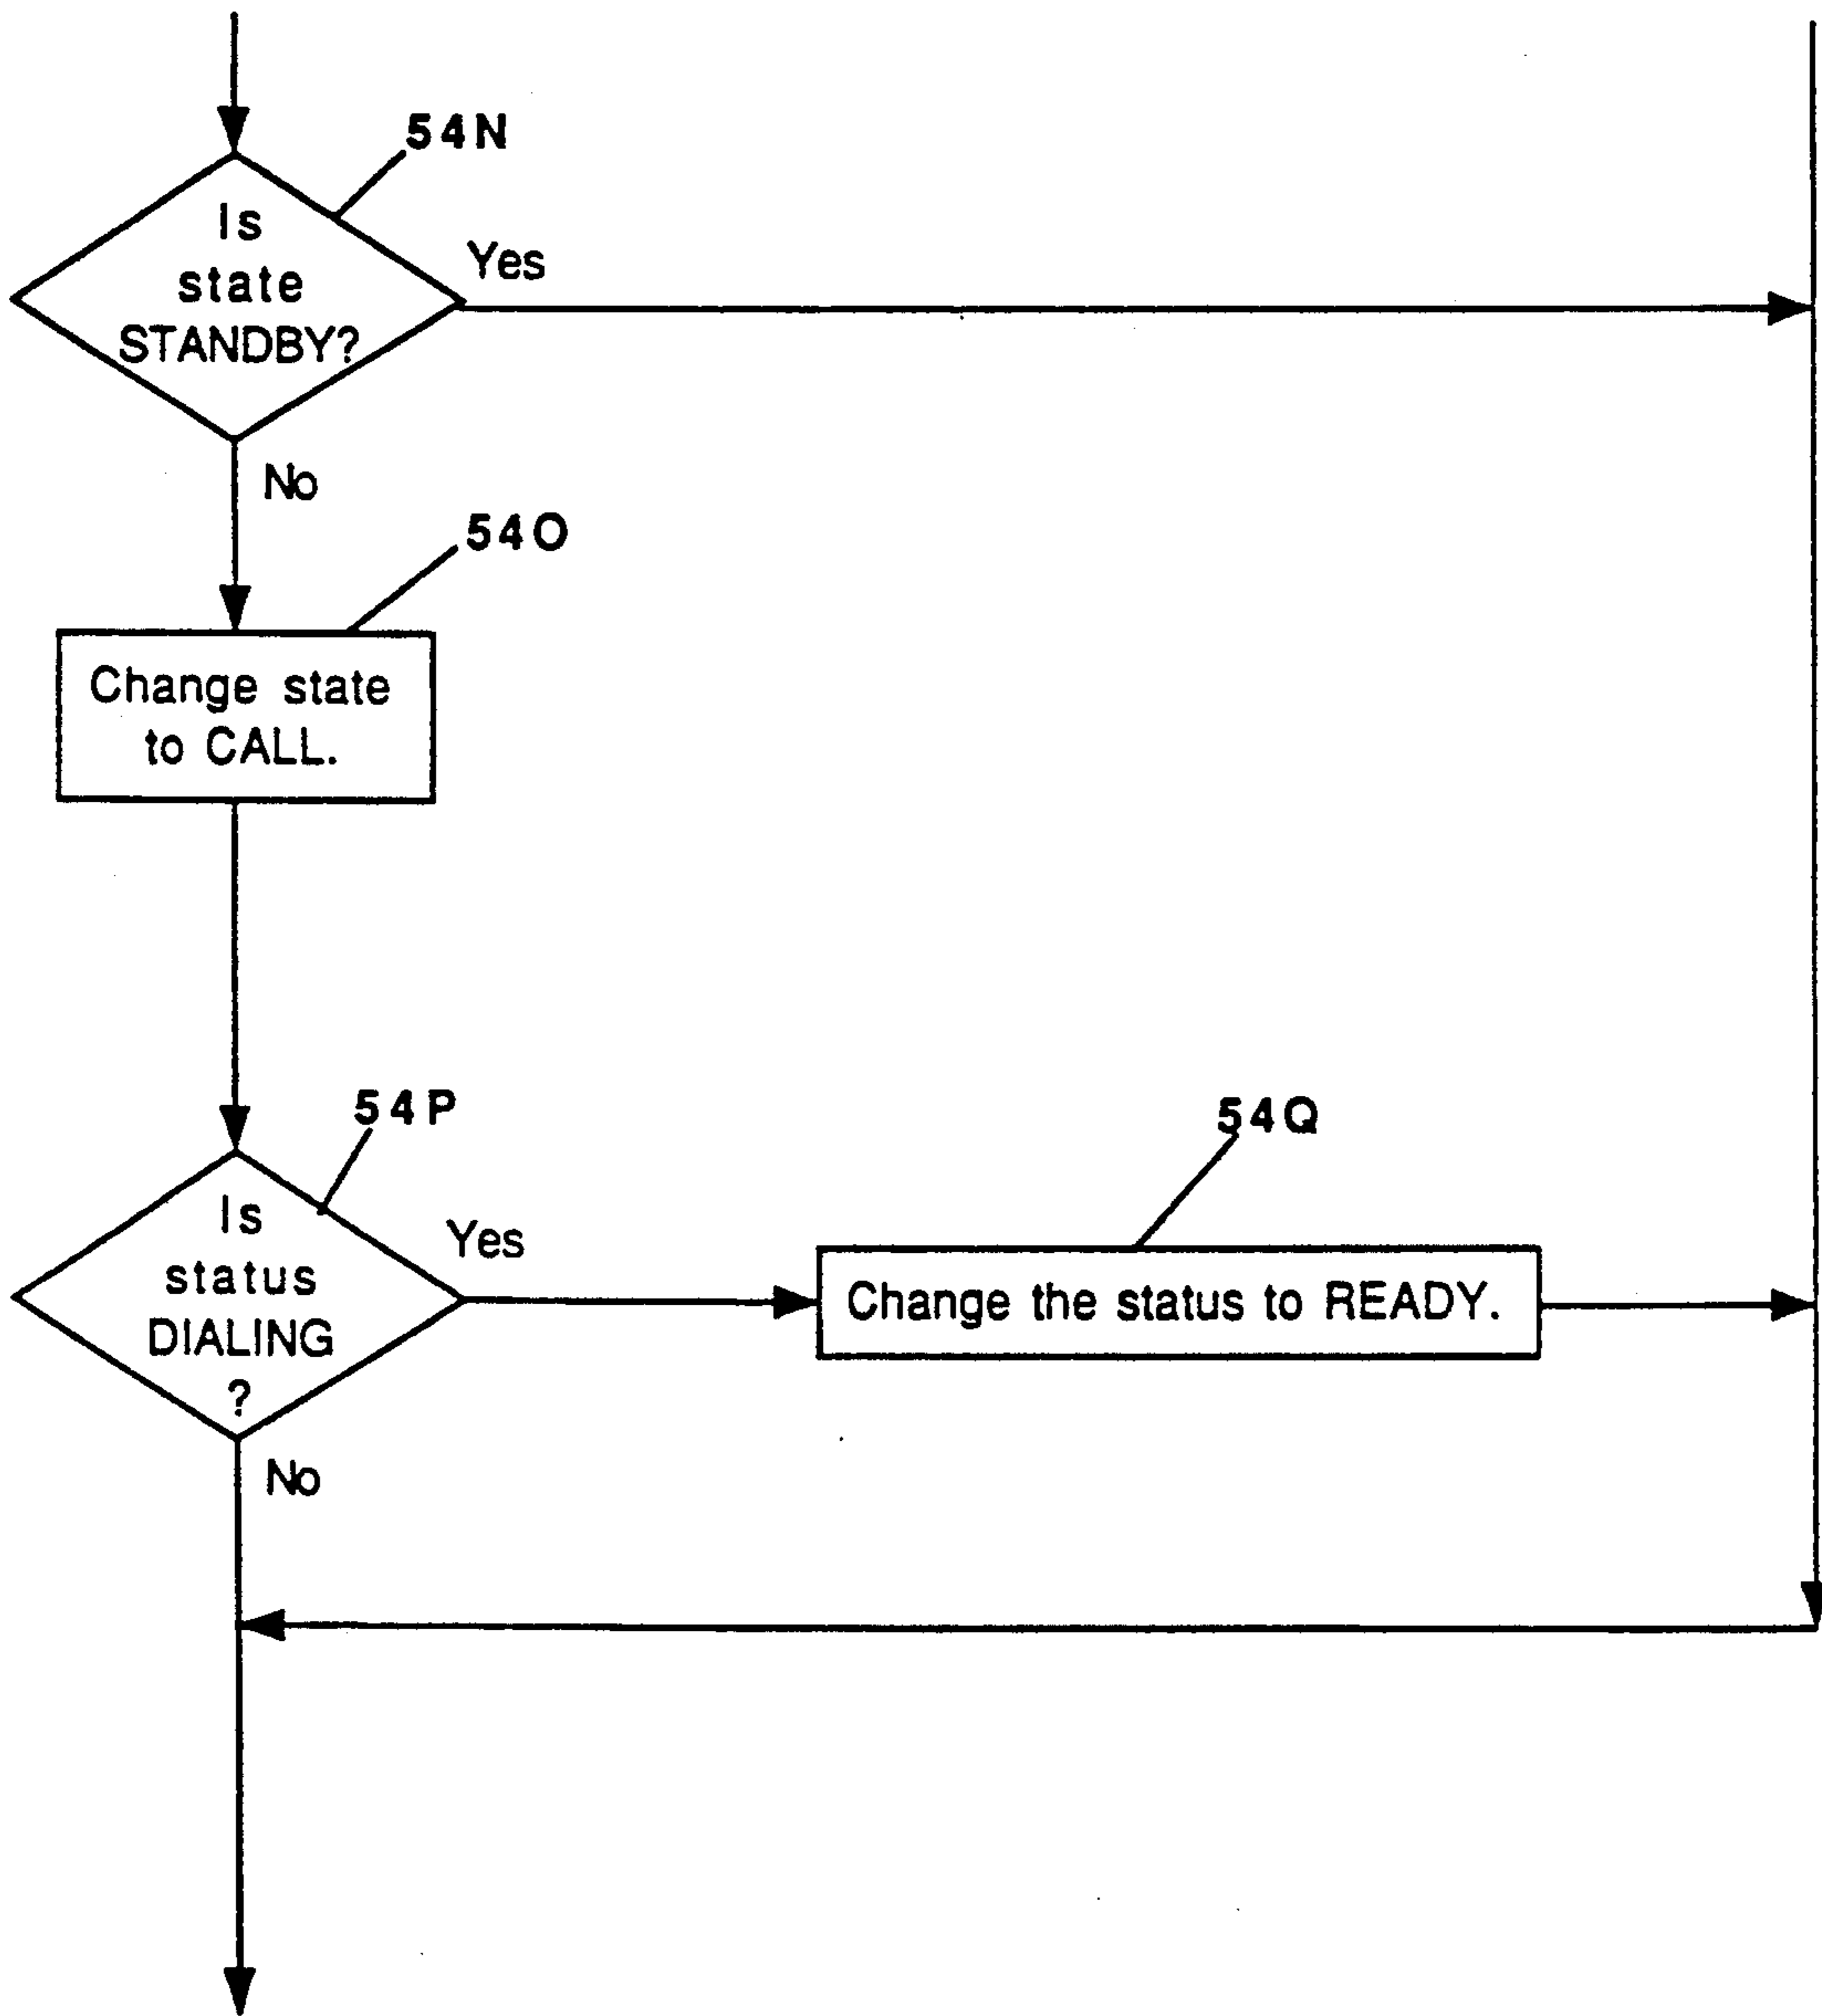 54N
Is
state
STANDBY?
Yes
No
54O
Change state
to CALL.
54P
Is
status
DIALING
?
Yes
54Q
Change the status to READY.
No